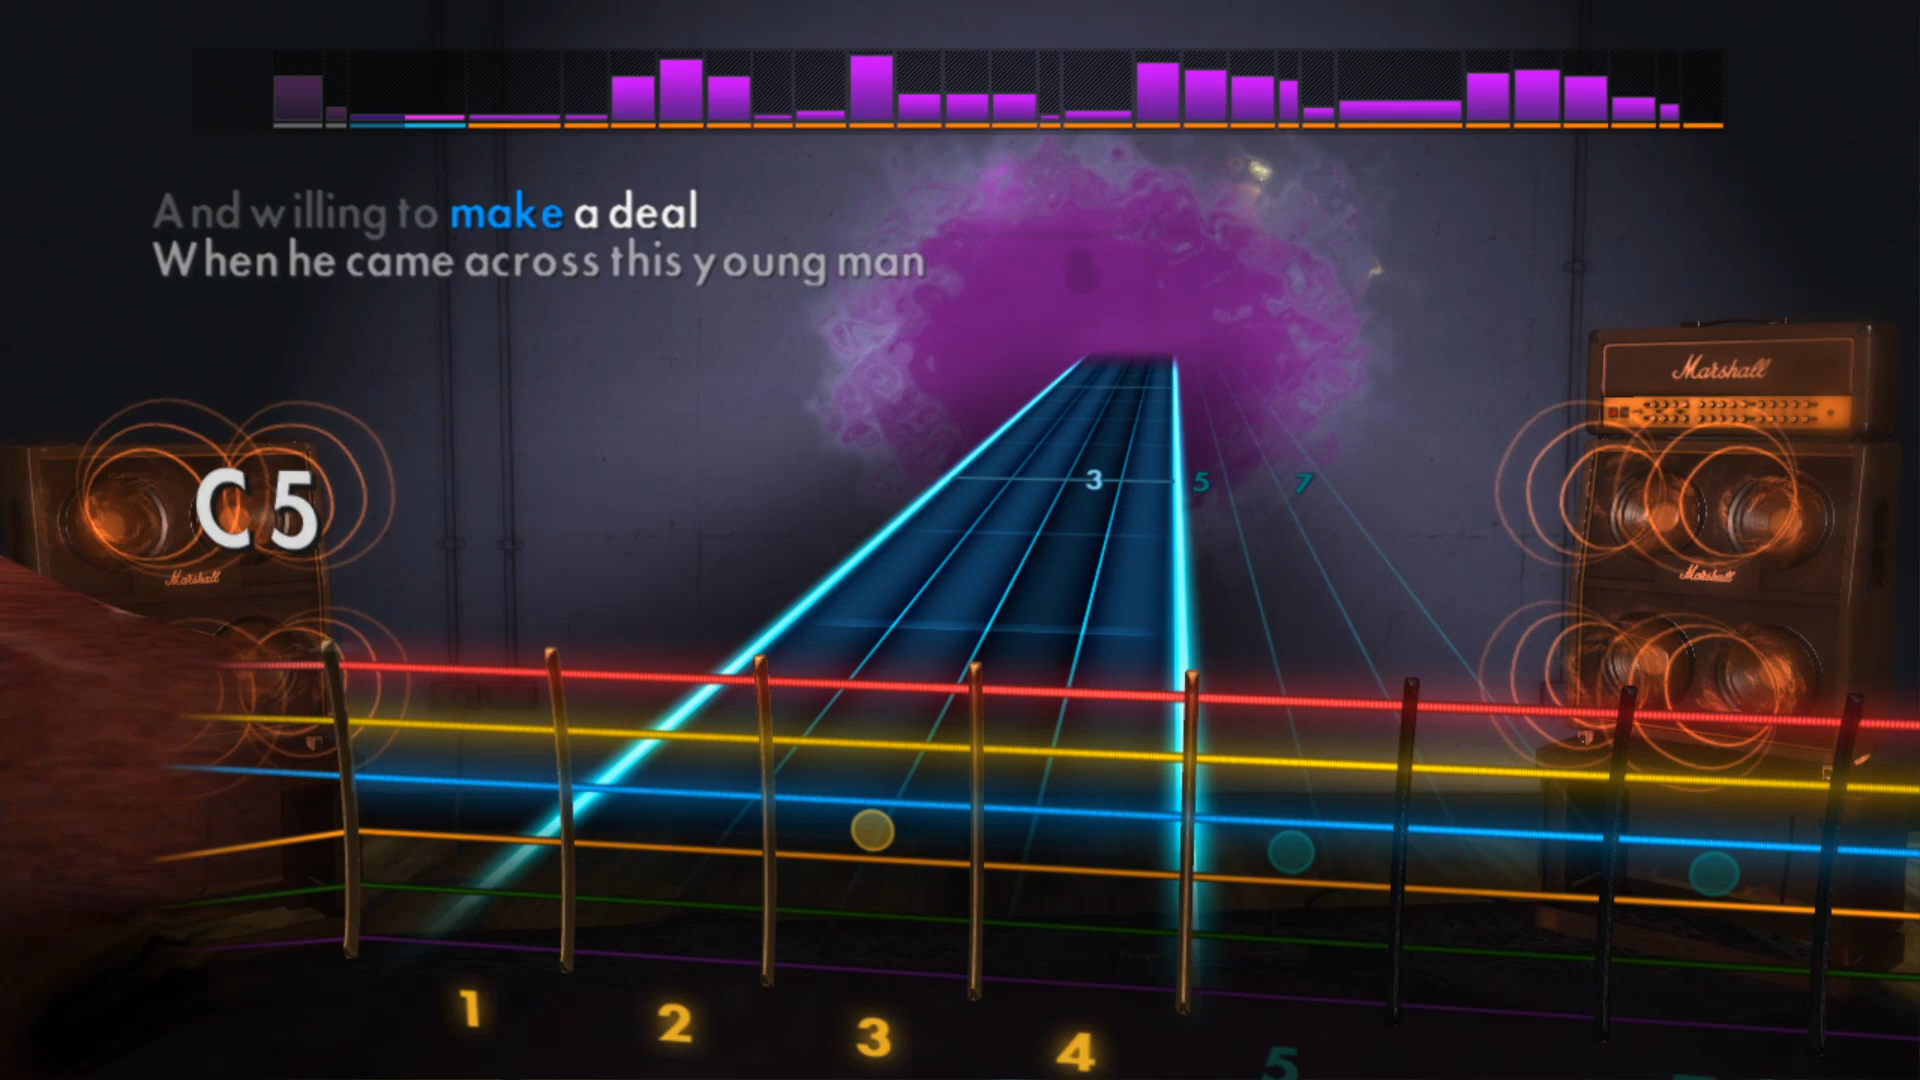 And willing to make a deal
When he came across this young man
Marshall
C5
3 5 7
Marshall
Marshall
1 2 3 4 5